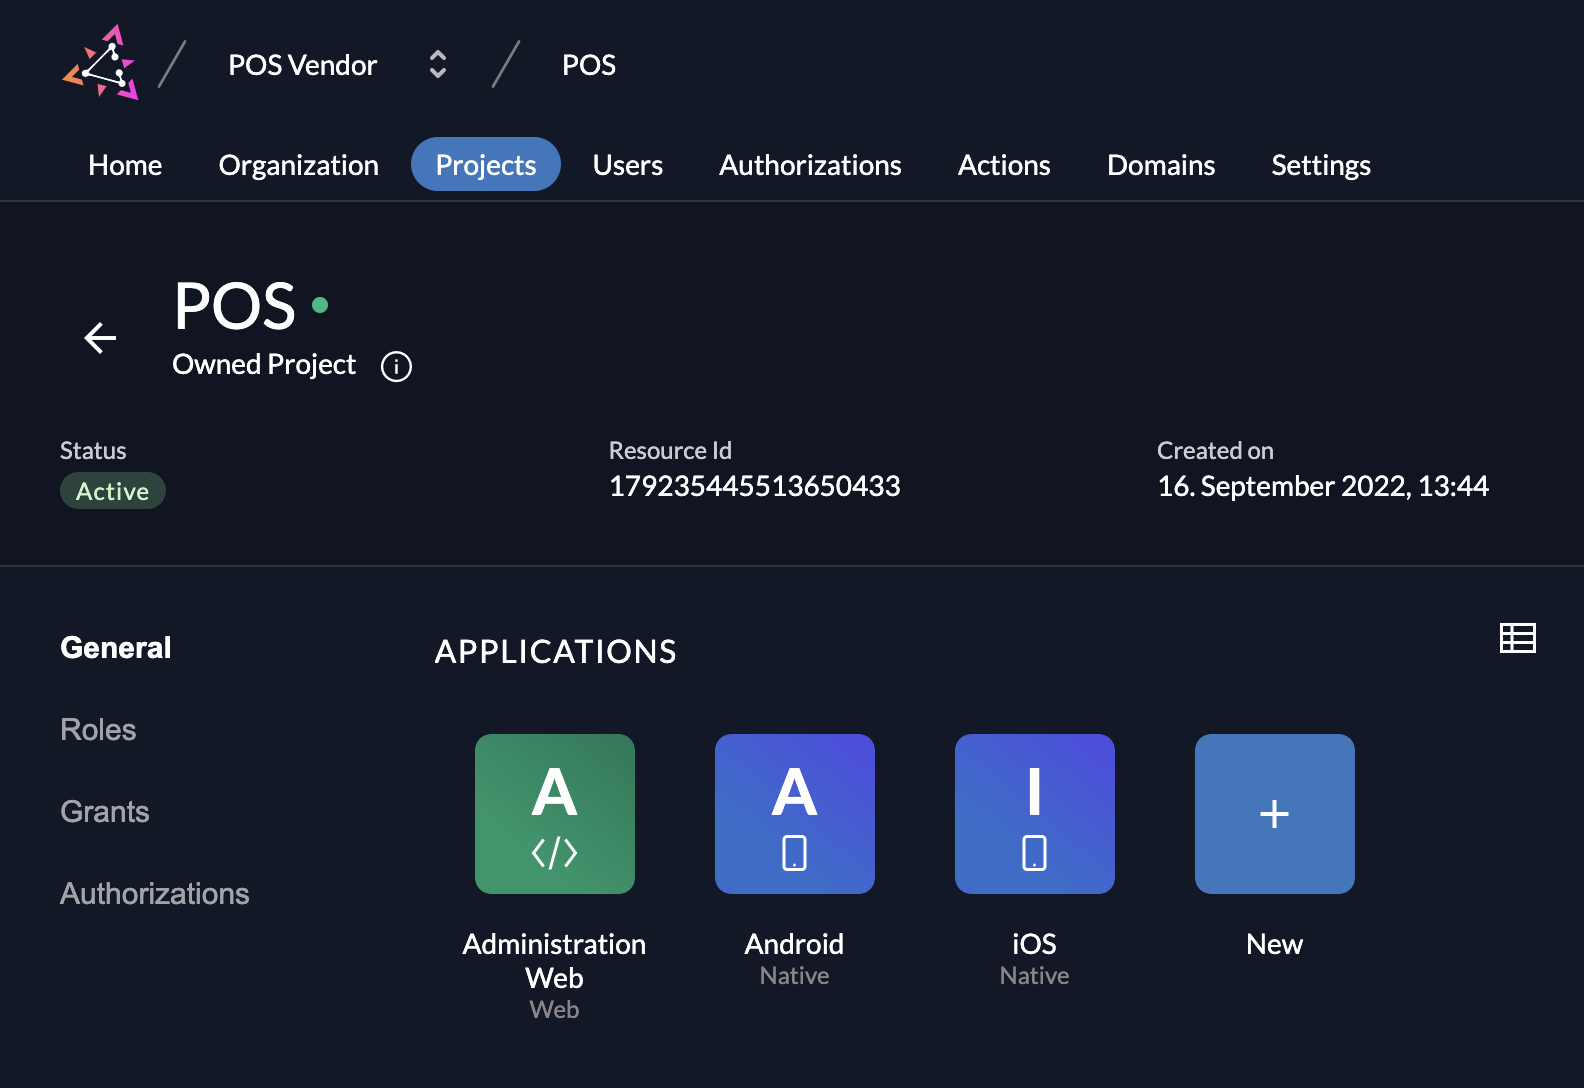 POS Vendor
POS
Home
Organization
Projects
Users
Authorizations
Actions
Domains
Settings
POS
Owned Project
Status
Active
Resource Id
179235445513650433
Created on
16. September 2022, 13:44
General
Roles
Grants
Authorizations
APPLICATIONS
A
</>
Administration
Web
Web
A
Android
Native
I
iOS
Native
+
New